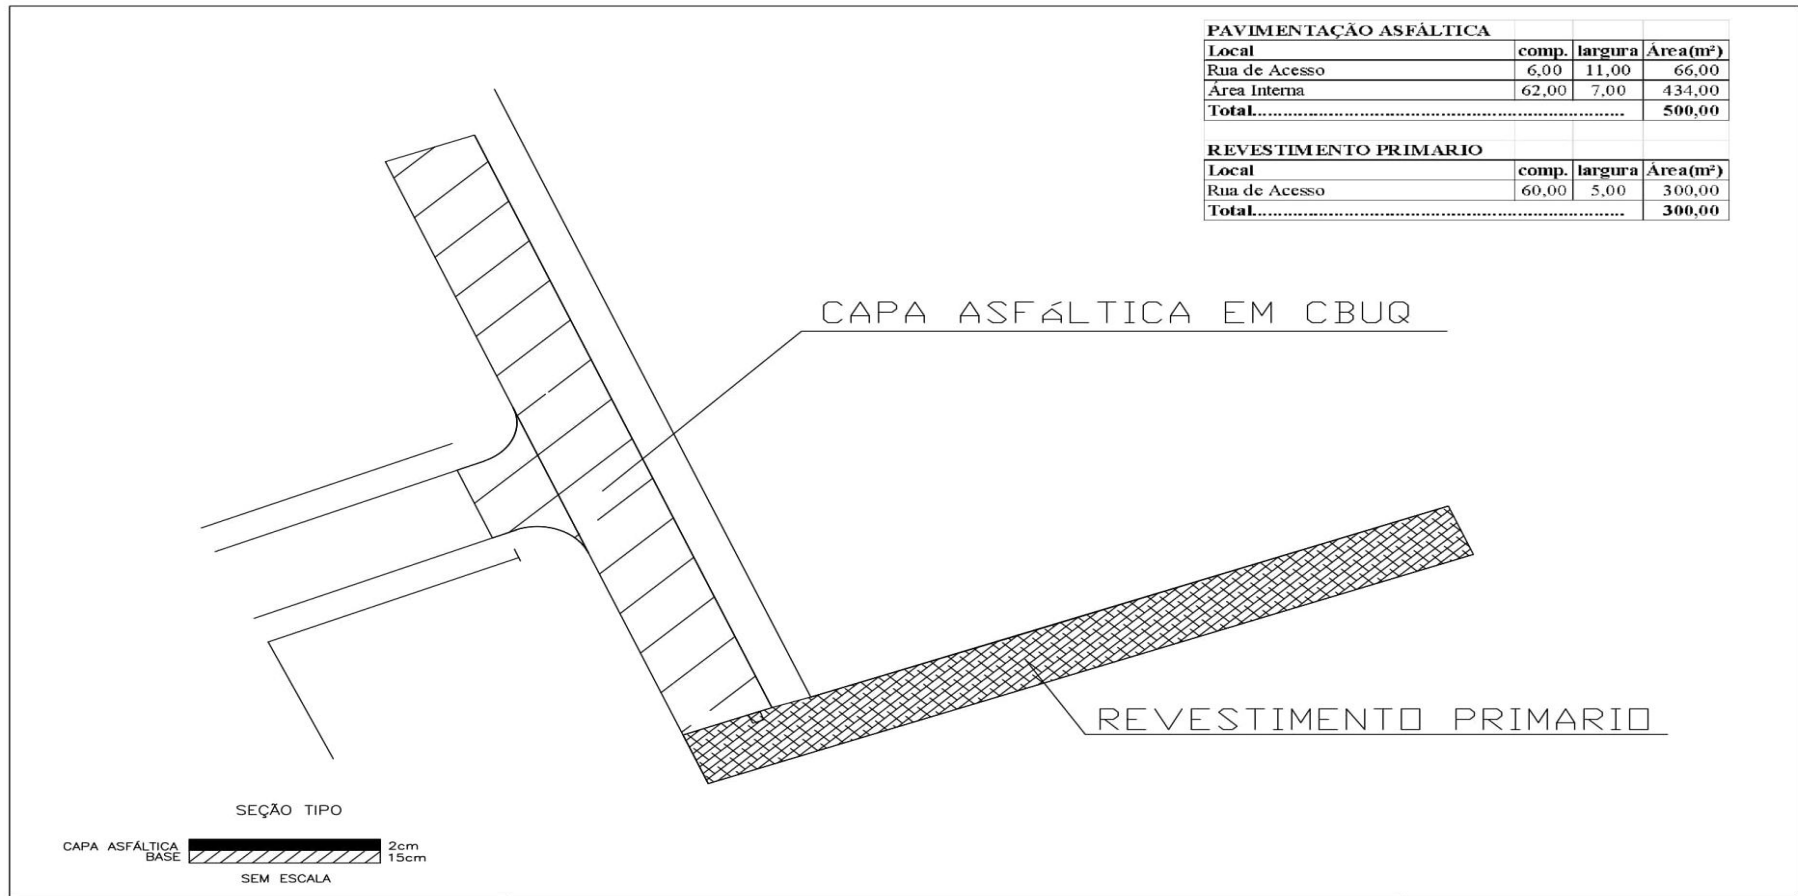 PAVIMENTAÇÃO ASFÁLTICA
Local comp. largura Área(m²)
Rua de Acesso 6,00 11,00 66,00
Área Interna 62,00 7,00 434,00
Total........................................................................ 500,00
REVESTIMENTO PRIMARIO
Local comp. largura Área(m²)
Rua de Acesso 60,00 5,00 300,00
Total........................................................................ 300,00
CAPA ASFáLTICA EM CBUQ
REVESTIMENTO PRIMARIO
SEÇÃO TIPO
CAPA ASFÁLTICA 2cm
BASE 15cm
SEM ESCALA